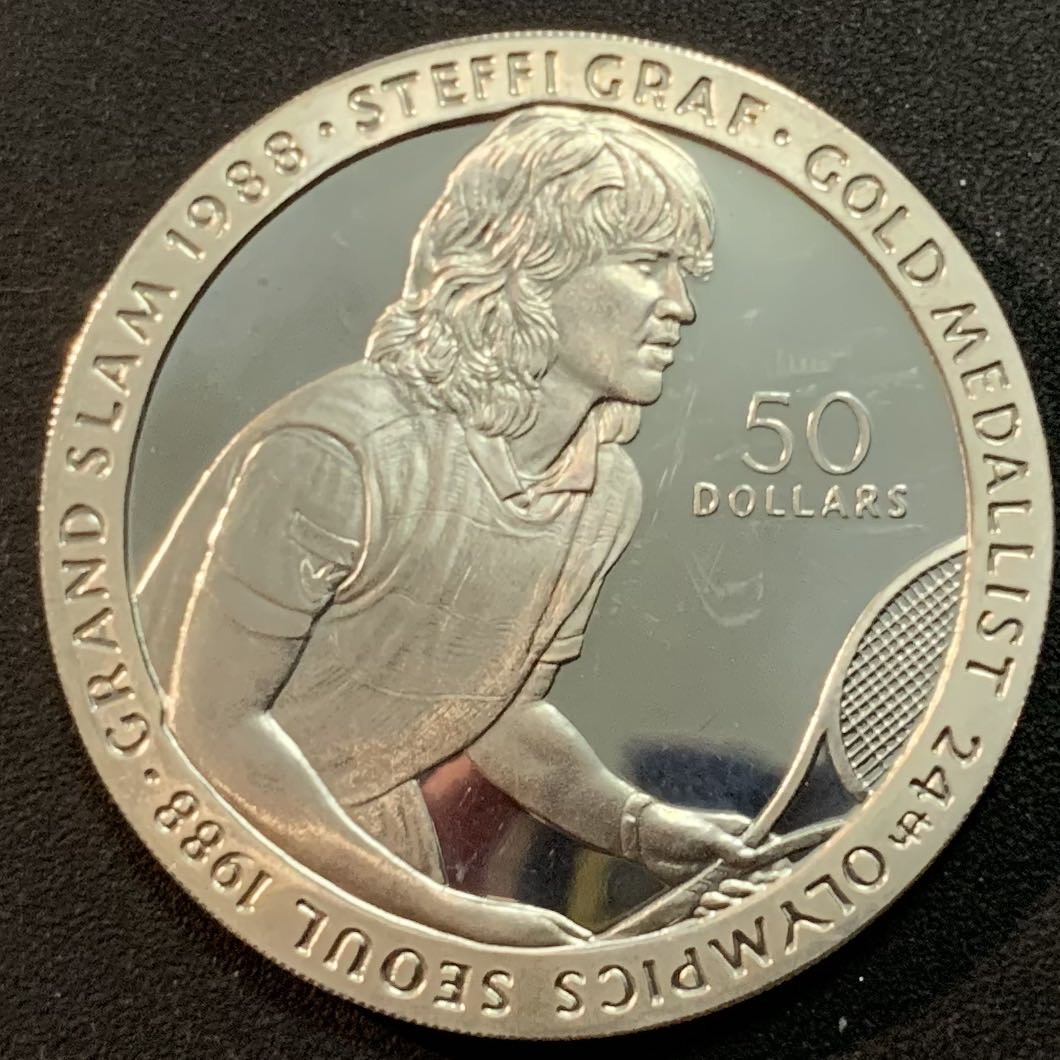 GRAND SLAM 1988 • STEFFI GRAF • GOLD MEDALLIST 24th OLYMPICS SEOUL 1988 •
50
DOLLARS